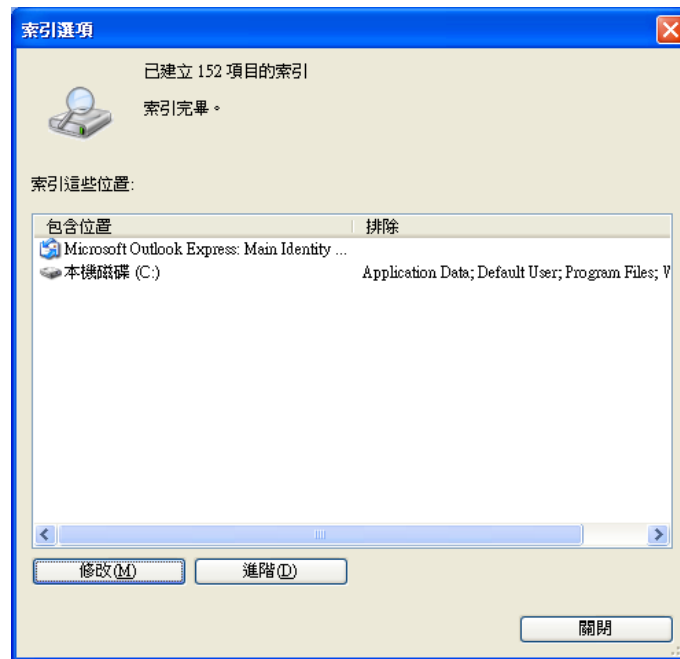 索引選項
已建立 152 項目的索引
索引完畢。
索引這些位置:
包含位置 排除
Microsoft Outlook Express: Main Identity ...
本機磁碟 (C:) Application Data; Default User; Program Files;
修改(M) 進階(D)
關閉